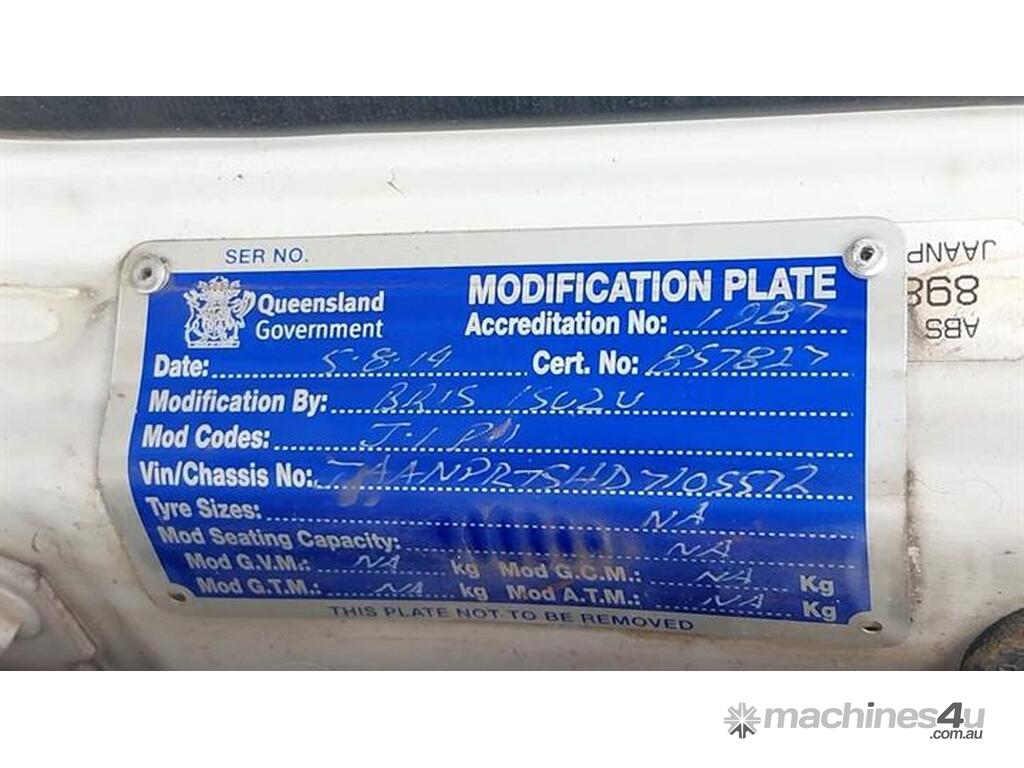 SER NO.
Queensland Government
MODIFICATION PLATE
Accreditation No: 1287
Date: 5.8.14 Cert. No: 857827
Modification By: BRIS ISUZU
Mod Codes: J.1 P11
Vin/Chassis No: JAANPR75HD7105572
Tyre Sizes: NA
Mod Seating Capacity: NA
Mod G.V.M.: NA kg Mod G.C.M.: NA Kg
Mod G.T.M.: NA kg Mod A.T.M.: NA Kg
THIS PLATE NOT TO BE REMOVED
JAANP
898
ABS
machines4u
.com.au